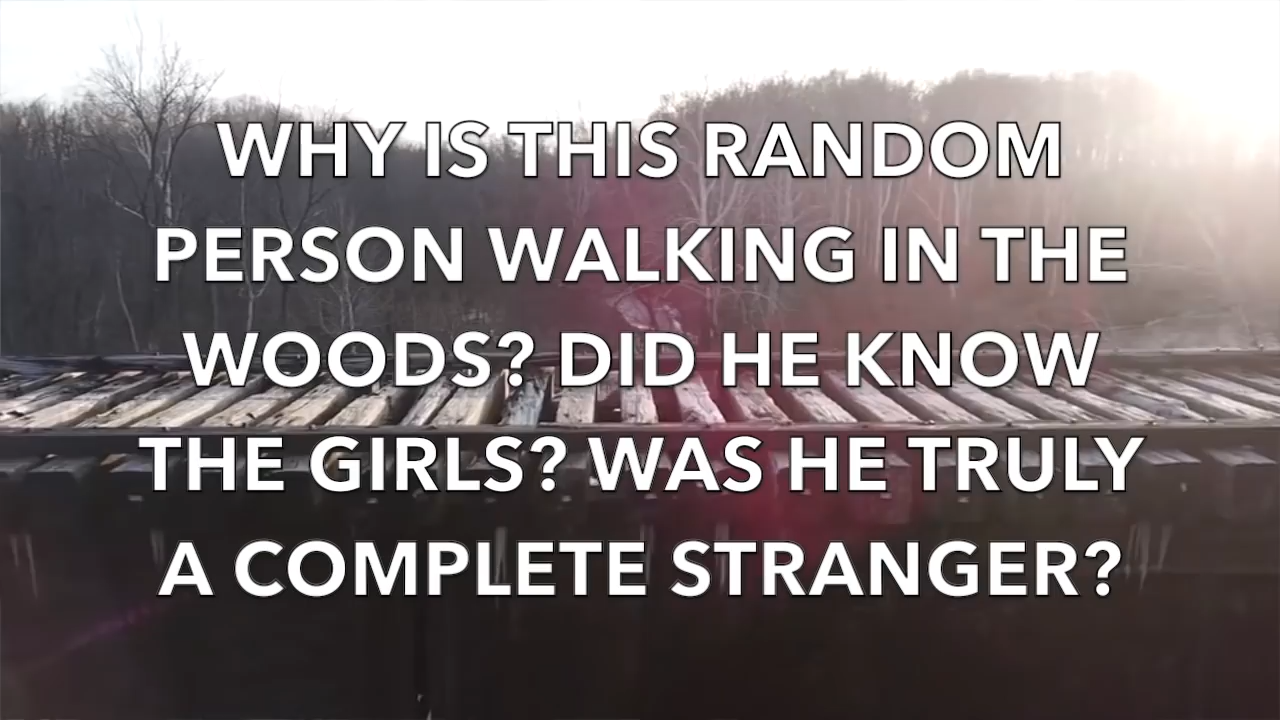 WHY IS THIS RANDOM
PERSON WALKING IN THE
WOODS? DID HE KNOW
THE GIRLS? WAS HE TRULY
A COMPLETE STRANGER?